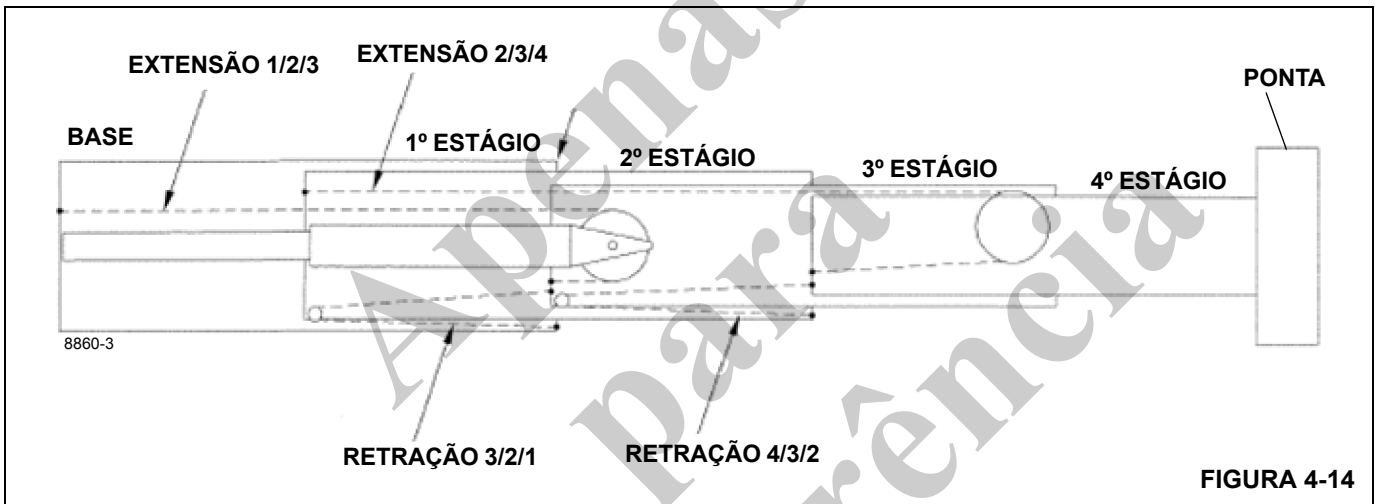 EXTENSÃO 1/2/3
EXTENSÃO 2/3/4
PONTA
BASE
1º ESTÁGIO
2º ESTÁGIO
3º ESTÁGIO
4º ESTÁGIO
8860-3
RETRAÇÃO 3/2/1
RETRAÇÃO 4/3/2
FIGURA 4-14
Apenas
para
rência